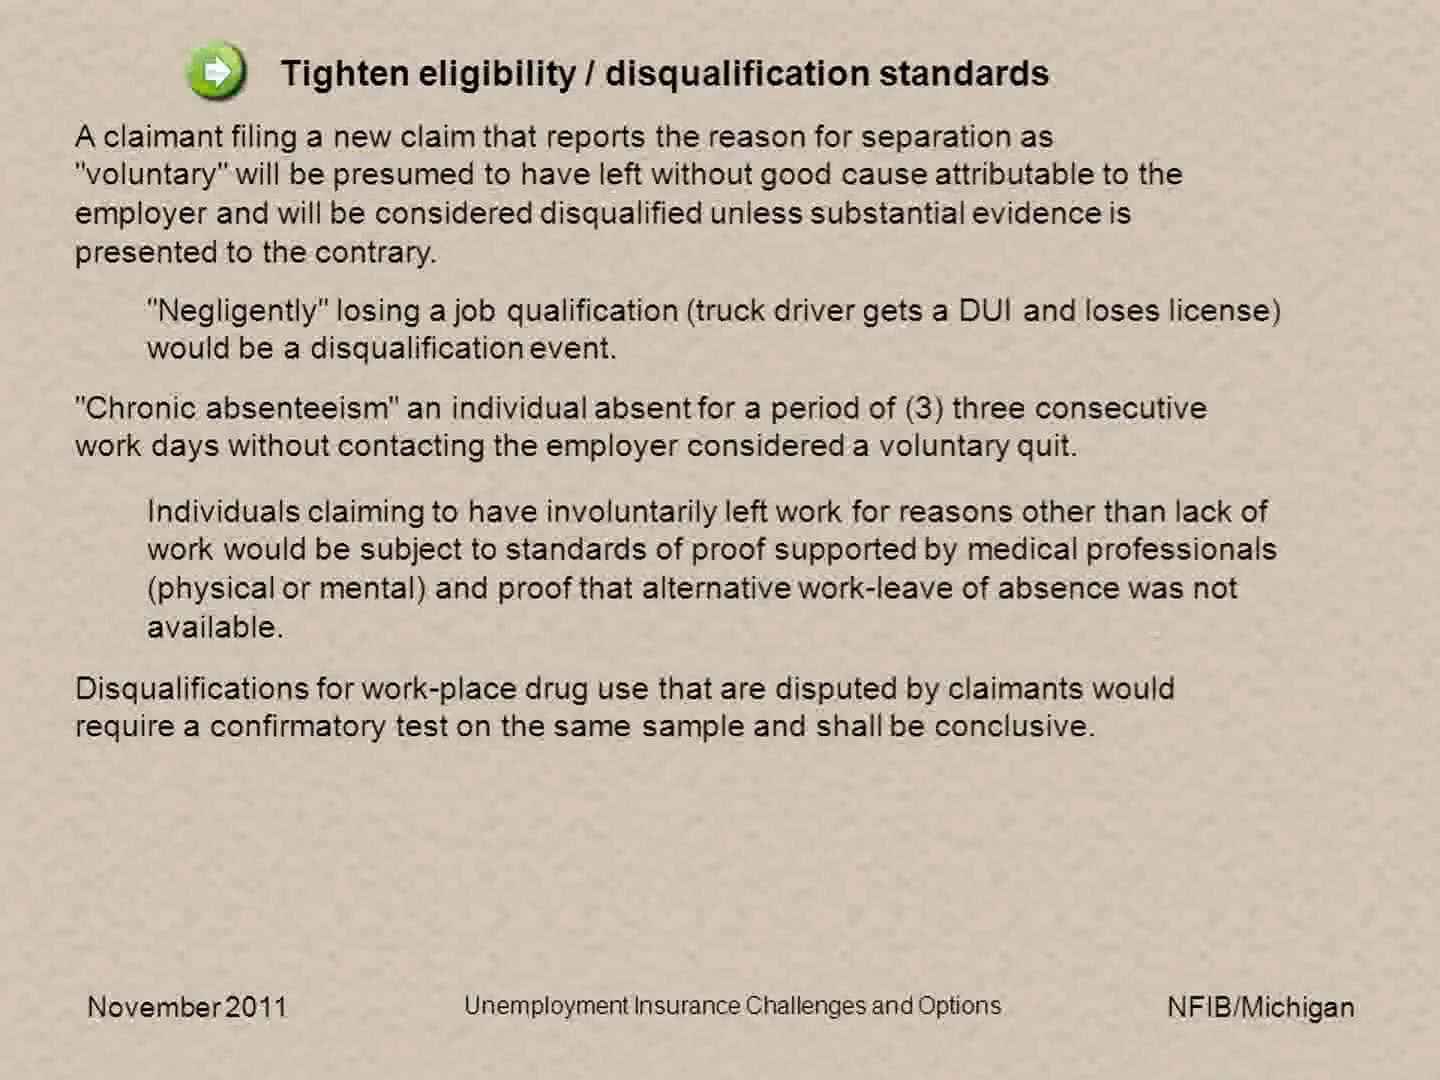 Tighten eligibility / disqualification standards
A claimant filing a new claim that reports the reason for separation as
"voluntary" will be presumed to have left without good cause attributable to the
employer and will be considered disqualified unless substantial evidence is
presented to the contrary.
"Negligently" losing a job qualification (truck driver gets a DUI and loses license)
would be a disqualification event.
"Chronic absenteeism" an individual absent for a period of (3) three consecutive
work days without contacting the employer considered a voluntary quit.
Individuals claiming to have involuntarily left work for reasons other than lack of
work would be subject to standards of proof supported by medical professionals
(physical or mental) and proof that alternative work-leave of absence was not
available.
Disqualifications for work-place drug use that are disputed by claimants would
require a confirmatory test on the same sample and shall be conclusive.
November 2011
Unemployment Insurance Challenges and Options
NFIB/Michigan